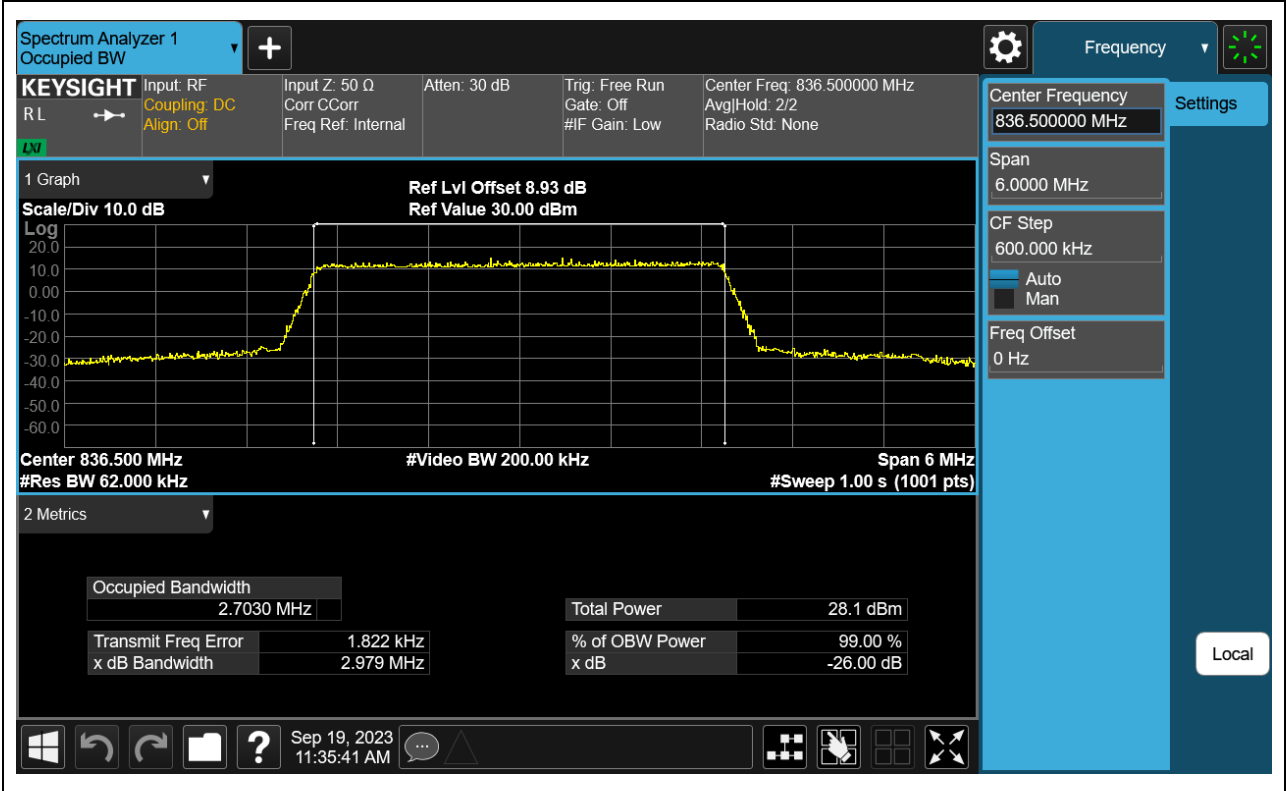 Spectrum Analyzer 1
Occupied BW
▼
+
Frequency
▼
KEYSIGHT
RL
LXI
Input: RF
Coupling: DC
Align: Off
Input Z: 50 Ω
Corr CCorr
Freq Ref: Internal
Atten: 30 dB
Trig: Free Run
Gate: Off
#IF Gain: Low
Center Freq: 836.500000 MHz
Avg|Hold: 2/2
Radio Std: None
Center Frequency
836.500000 MHz
Settings
Span
6.0000 MHz
CF Step
600.000 kHz
Auto
Man
Freq Offset
0 Hz
Local
1 Graph
▼
Scale/Div 10.0 dB
Ref Lvl Offset 8.93 dB
Ref Value 30.00 dBm
Log
20.0
10.0
0.00
-10.0
-20.0
-30.0
-40.0
-50.0
-60.0
Center 836.500 MHz
#Video BW 200.00 kHz
Span 6 MHz
#Res BW 62.000 kHz
#Sweep 1.00 s (1001 pts)
2 Metrics
▼
Occupied Bandwidth
2.7030 MHz
Total Power 28.1 dBm
Transmit Freq Error 1.822 kHz
% of OBW Power 99.00 %
x dB Bandwidth 2.979 MHz
x dB -26.00 dB
?
Sep 19, 2023
11:35:41 AM